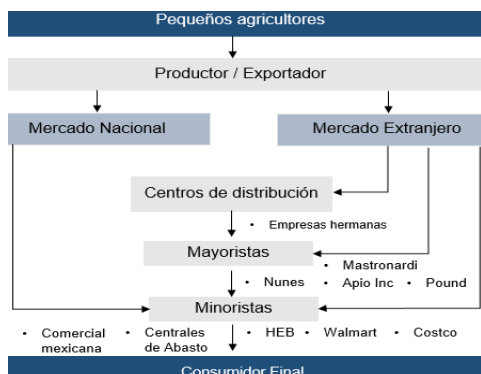 Pequeños agricultores
Productor / Exportador
Mercado Nacional
Mercado Extranjero
Centros de distribución
• Empresas hermanas
Mayoristas
• Mastronardi
• Nunes • Apio Inc • Pound
Minoristas
• Comercial mexicana • Centrales de Abasto • HEB • Walmart • Costco
Consumidor Final